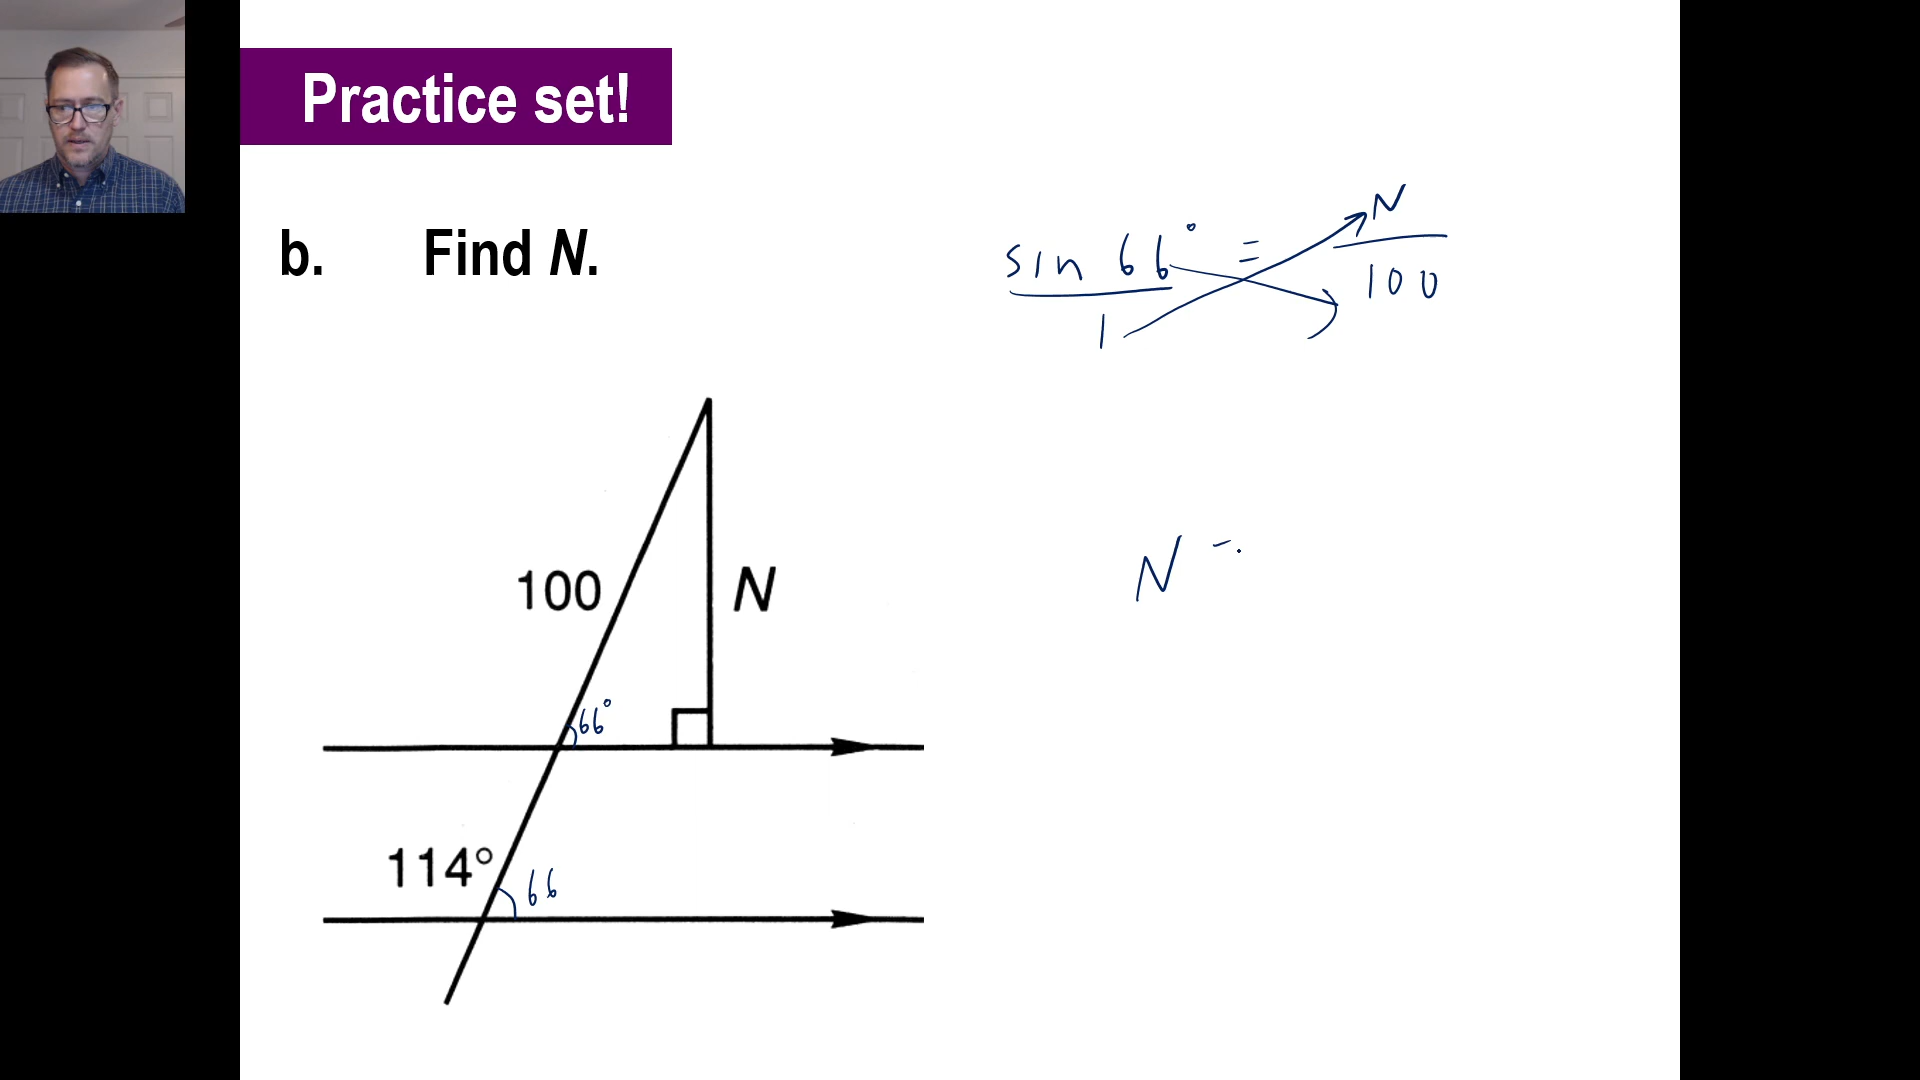 Practice set!
b. Find N.
sin 66° = N
1 100
N =
100 N
66°
114° 66